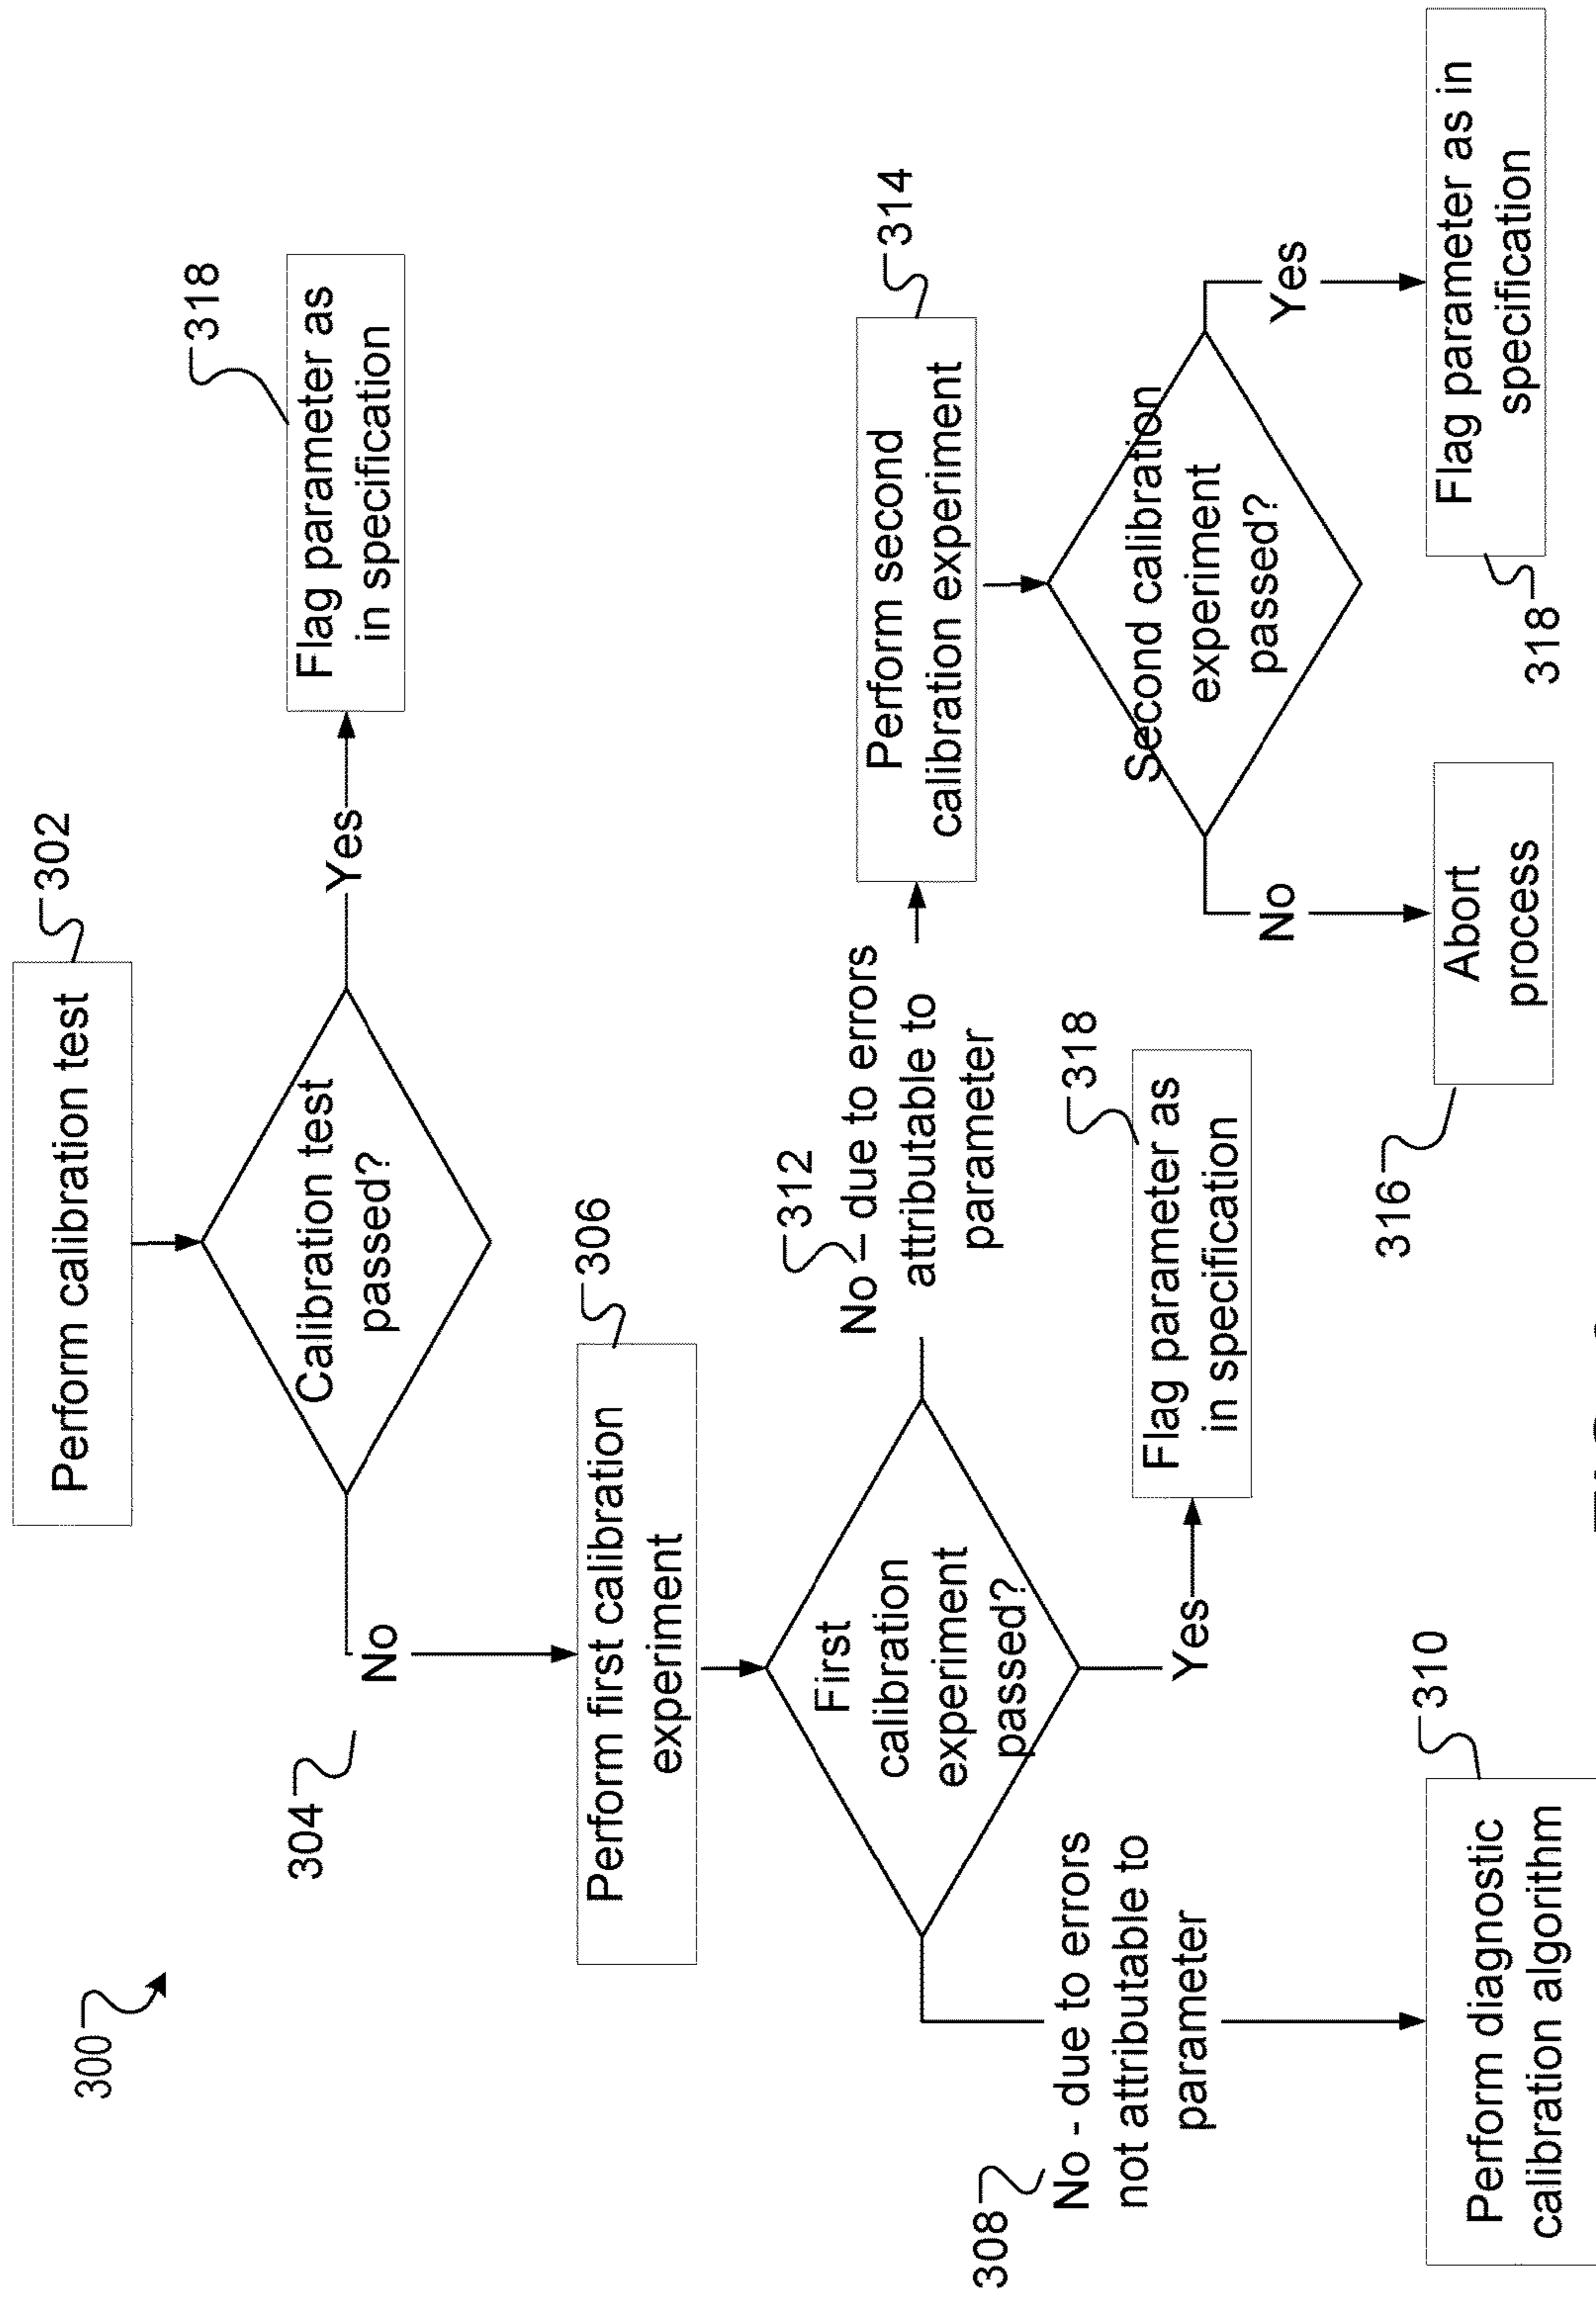 300
Perform calibration test
302
Calibration test
passed?
Yes
Flag parameter as
in specification
318
304
No
Perform first calibration
experiment
306
First
calibration
experiment
passed?
308
No - due to errors
not attributable to
parameter
Perform diagnostic
calibration algorithm
310
Yes
Flag parameter as
in specification
318
312
No – due to errors
attributable to
parameter
Perform second
calibration experiment
314
Second calibration
experiment
passed?
No
Abort
process
316
Yes
Flag parameter as in
specification
318